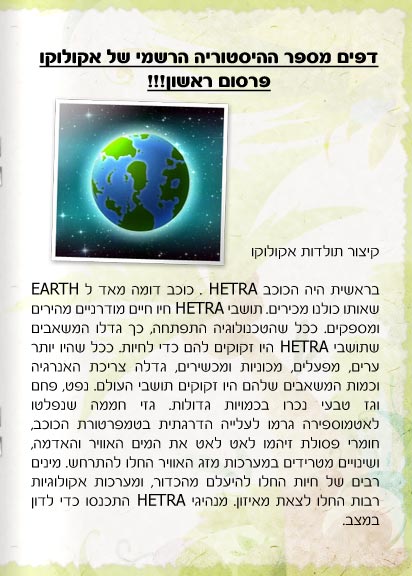 דפים מספר ההיסטוריה הרשמי של אקולוקו
פרסום ראשון!!!
קיצור תולדות אקולוקו
בראשית היה הכוכב HETRA . כוכב דומה מאד ל EARTH
שאותו כולנו מכירים. תושבי HETRA חיו חיים מודרניים מהירים
ומספקים. ככל שהטכנולוגיה התפתחה, כך גדלו המשאבים
שתושבי HETRA היו זקוקים להם כדי לחיות. ככל שהיו יותר
ערים, מפעלים, מכוניות ומכשירים, גדלה צריכת האנרגיה
וכמות המשאבים שלהם היו זקוקים תושבי העולם. נפט, פחם
וגז טבעי נכרו בכמויות גדולות. גזי חממה שנפלטו
לאטמוספירה גרמו לעלייה הדרגתית בטמפרטורת הכוכב,
חומרי פסולת זיהמו לאט לאט את המים האוויר והאדמה,
ושינויים מטרידים במערכות מזג האוויר החלו להתרחש. מינים
רבים של חיות החלו להיעלם מהכדור, ומערכות אקולוגיות
רבות החלו לצאת מאיזון. מנהיגי HETRA התכנסו כדי לדון
במצב.